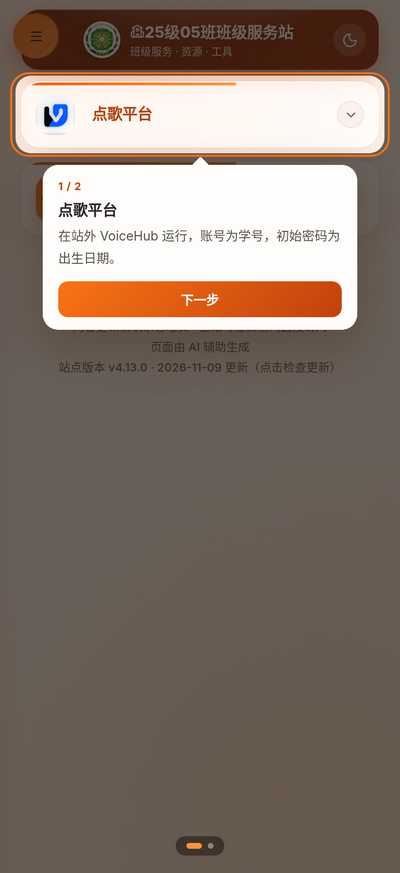 25级05班班级服务站
班级服务 · 资源 · 工具
点歌平台
1 / 2
点歌平台
在站外 VoiceHub 运行，账号为学号，初始密码为
出生日期。
下一步
页面由 AI 辅助生成
站点版本 v4.13.0 · 2026-11-09 更新（点击检查更新）